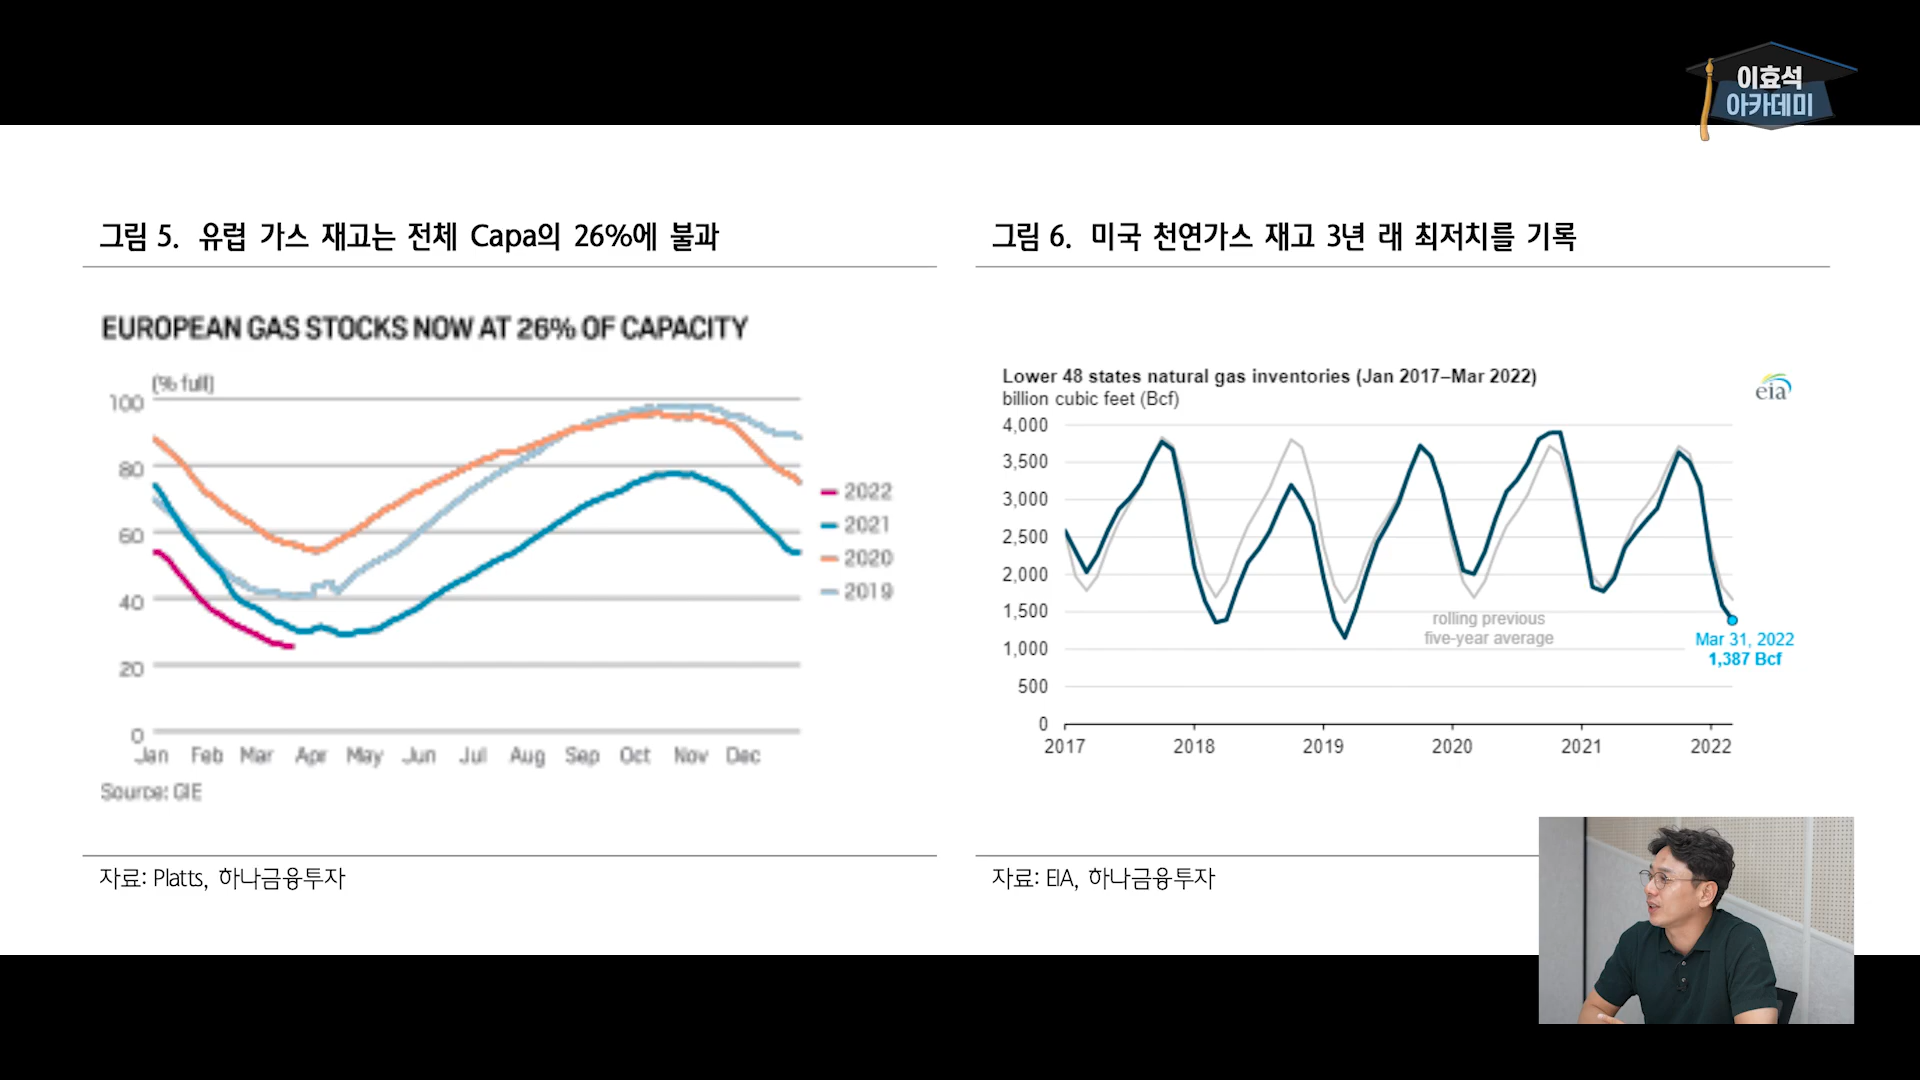 이효석
아카데미
그림 5. 유럽 가스 재고는 전체 Capa의 26%에 불과
EUROPEAN GAS STOCKS NOW AT 26% OF CAPACITY
(% full)
100
80
60
40
20
0
Jan Feb Mar Apr May Jun Jul Aug Sep Oct Nov Dec
2022
2021
2020
2019
Source: GIE
자료: Platts, 하나금융투자
그림 6. 미국 천연가스 재고 3년 래 최저치를 기록
Lower 48 states natural gas inventories (Jan 2017–Mar 2022)
billion cubic feet (Bcf)
eia
4,000
3,500
3,000
2,500
2,000
1,500
1,000
500
0
rolling previous
five-year average
Mar 31, 2022
1,387 Bcf
2017 2018 2019 2020 2021 2022
자료: EIA, 하나금융투자